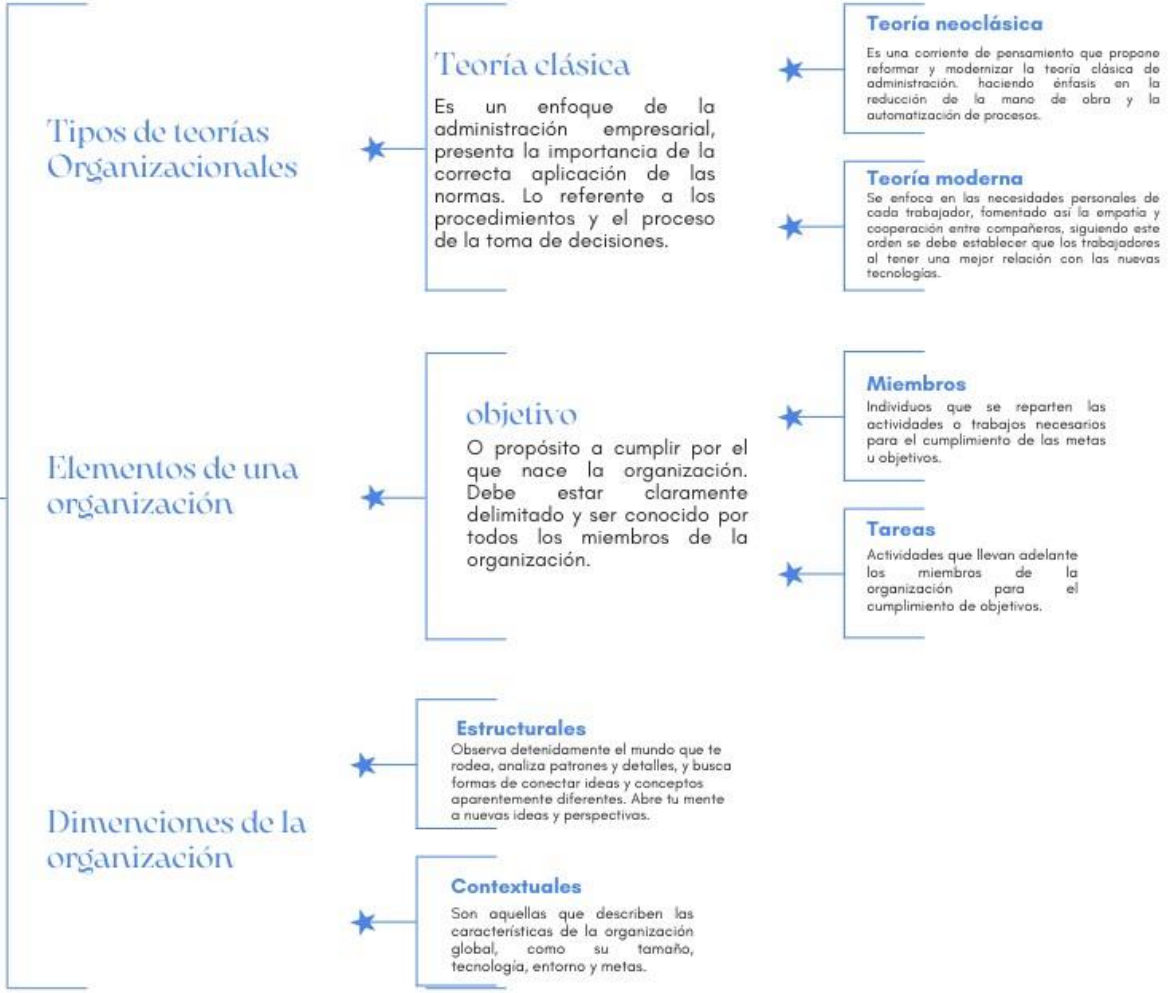 Tipos de teorías
Organizacionales
Teoría clásica
Es un enfoque de la
administración empresarial,
presenta la importancia de la
correcta aplicación de las
normas. Lo referente a los
procedimientos y el proceso
de la toma de decisiones.
Teoría neoclásica
Es una corriente de pensamiento que propone
reformar y modernizar la teoría clásica de
administración. haciendo énfasis en la
reducción de la mano de obra y la
automatización de procesos.
Teoría moderna
Se enfoca en las necesidades personales de
cada trabajador, fomentado así la empatía y
cooperación entre compañeros, siguiendo este
orden se debe establecer que los trabajadores
al tener una mejor relación con las nuevas
tecnologías.
Elementos de una
organización
objetivo
O propósito a cumplir por el
que nace la organización.
Debe estar claramente
delimitado y ser conocido por
todos los miembros de la
organización.
Miembros
Individuos que se reparten las
actividades o trabajos necesarios
para el cumplimiento de las metas
u objetivos.
Tareas
Actividades que llevan adelante
los miembros de la
organización para el
cumplimiento de objetivos.
Dimenciones de la
organización
Estructurales
Observa detenidamente el mundo que te
rodea, analiza patrones y detalles, y busca
formas de conectar ideas y conceptos
aparentemente diferentes. Abre tu mente
a nuevas ideas y perspectivas.
Contextuales
Son aquellas que describen las
características de la organización
global, como su tamaño,
tecnología, entorno y metas.